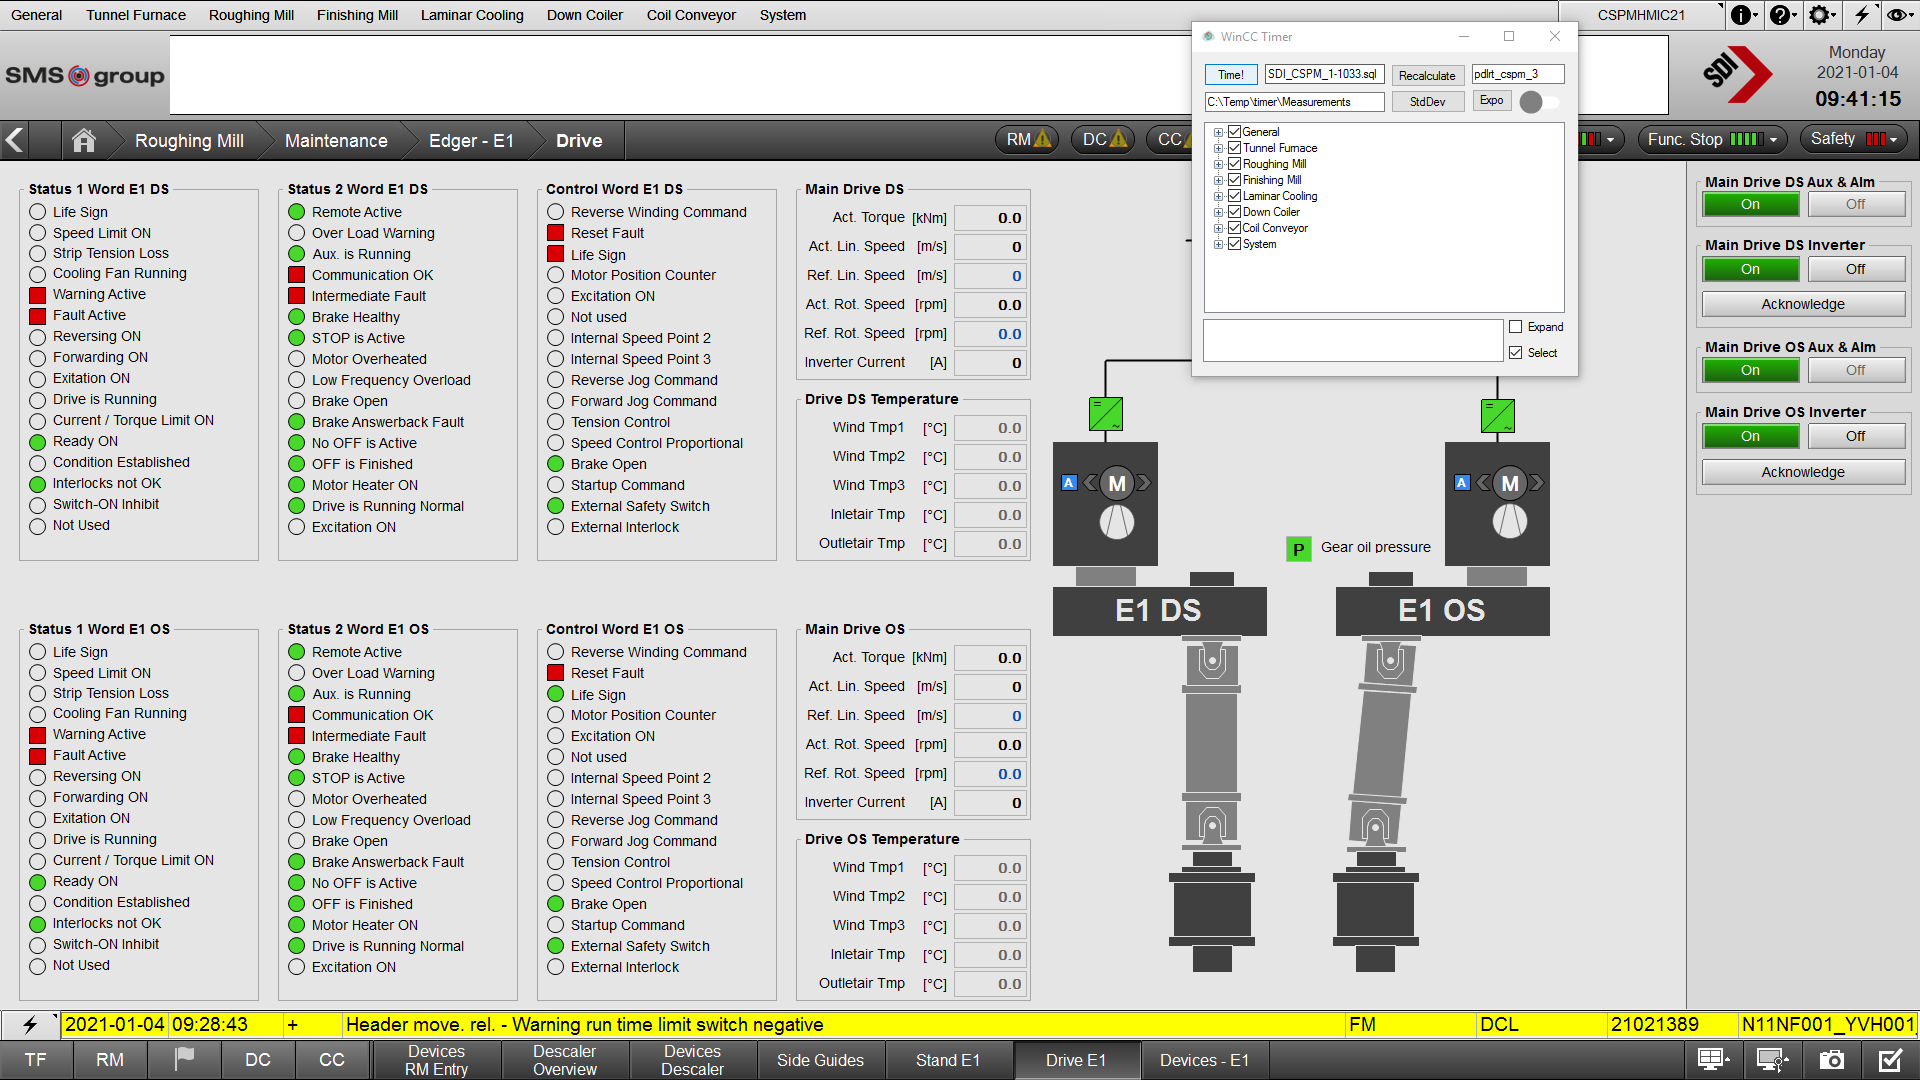 General Tunnel Furnace Roughing Mill Finishing Mill Laminar Cooling Down Coiler Coil Conveyor System CSPMHMIC21
SMS group
SDI
Monday
2021-01-04
09:41:15
WinCC Timer
Time! SDI_CSPM_1-1033.sql Recalculate pdlrt_cspm_3
C:\Temp\timer\Measurements StdDev Expo
General
Tunnel Furnace
Roughing Mill
Finishing Mill
Laminar Cooling
Down Coiler
Coil Conveyor
System
Expand
Select
Roughing Mill Maintenance Edger - E1 Drive RM DC CC Func. Stop Safety
Status 1 Word E1 DS
Life Sign
Speed Limit ON
Strip Tension Loss
Cooling Fan Running
Warning Active
Fault Active
Reversing ON
Forwarding ON
Exitation ON
Drive is Running
Current / Torque Limit ON
Ready ON
Condition Established
Interlocks not OK
Switch-ON Inhibit
Not Used
Status 2 Word E1 DS
Remote Active
Over Load Warning
Aux. is Running
Communication OK
Intermediate Fault
Brake Healthy
STOP is Active
Motor Overheated
Low Frequency Overload
Brake Open
Brake Answerback Fault
No OFF is Active
OFF is Finished
Motor Heater ON
Drive is Running Normal
Excitation ON
Control Word E1 DS
Reverse Winding Command
Reset Fault
Life Sign
Motor Position Counter
Excitation ON
Not used
Internal Speed Point 2
Internal Speed Point 3
Reverse Jog Command
Forward Jog Command
Tension Control
Speed Control Proportional
Brake Open
Startup Command
External Safety Switch
External Interlock
Main Drive DS
Act. Torque [kNm] 0.0
Act. Lin. Speed [m/s] 0
Ref. Lin. Speed [m/s] 0
Act. Rot. Speed [rpm] 0.0
Ref. Rot. Speed [rpm] 0.0
Inverter Current [A] 0
Drive DS Temperature
Wind Tmp1 [°C] 0.0
Wind Tmp2 [°C] 0.0
Wind Tmp3 [°C] 0.0
Inletair Tmp [°C] 0.0
Outletair Tmp [°C] 0.0
Status 1 Word E1 OS
Life Sign
Speed Limit ON
Strip Tension Loss
Cooling Fan Running
Warning Active
Fault Active
Reversing ON
Forwarding ON
Exitation ON
Drive is Running
Current / Torque Limit ON
Ready ON
Condition Established
Interlocks not OK
Switch-ON Inhibit
Not Used
Status 2 Word E1 OS
Remote Active
Over Load Warning
Aux. is Running
Communication OK
Intermediate Fault
Brake Healthy
STOP is Active
Motor Overheated
Low Frequency Overload
Brake Open
Brake Answerback Fault
No OFF is Active
OFF is Finished
Motor Heater ON
Drive is Running Normal
Excitation ON
Control Word E1 OS
Reverse Winding Command
Reset Fault
Life Sign
Motor Position Counter
Excitation ON
Not used
Internal Speed Point 2
Internal Speed Point 3
Reverse Jog Command
Forward Jog Command
Tension Control
Speed Control Proportional
Brake Open
Startup Command
External Safety Switch
External Interlock
Main Drive OS
Act. Torque [kNm] 0.0
Act. Lin. Speed [m/s] 0
Ref. Lin. Speed [m/s] 0
Act. Rot. Speed [rpm] 0.0
Ref. Rot. Speed [rpm] 0.0
Inverter Current [A] 0
Drive OS Temperature
Wind Tmp1 [°C] 0.0
Wind Tmp2 [°C] 0.0
Wind Tmp3 [°C] 0.0
Inletair Tmp [°C] 0.0
Outletair Tmp [°C] 0.0
A M A M
P Gear oil pressure
E1 DS E1 OS
Main Drive DS Aux & Alm
On Off
Main Drive DS Inverter
On Off
Acknowledge
Main Drive OS Aux & Alm
On Off
Main Drive OS Inverter
On Off
Acknowledge
2021-01-04 09:28:43 + Header move. rel. - Warning run time limit switch negative FM DCL 21021389 N11NF001_YVH001
TF RM DC CC
Devices
RM Entry
Descaler
Overview
Devices
Descaler
Side Guides Stand E1 Drive E1 Devices - E1